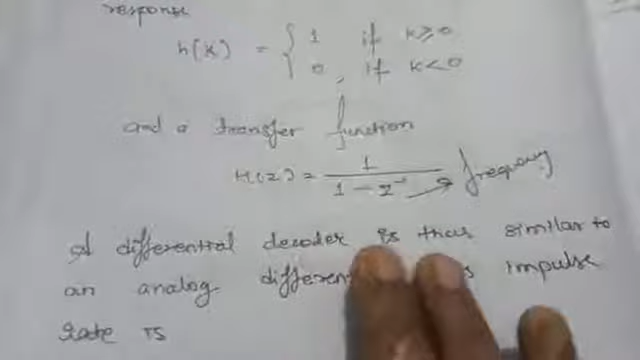 response
h(k) = { 1 if k≥0
0, if k<0
and a transfer function
H(z) = 1 / 1 - z⁻¹ → frequency
A differential decoder is thus similar to
an analog impulse
rate is